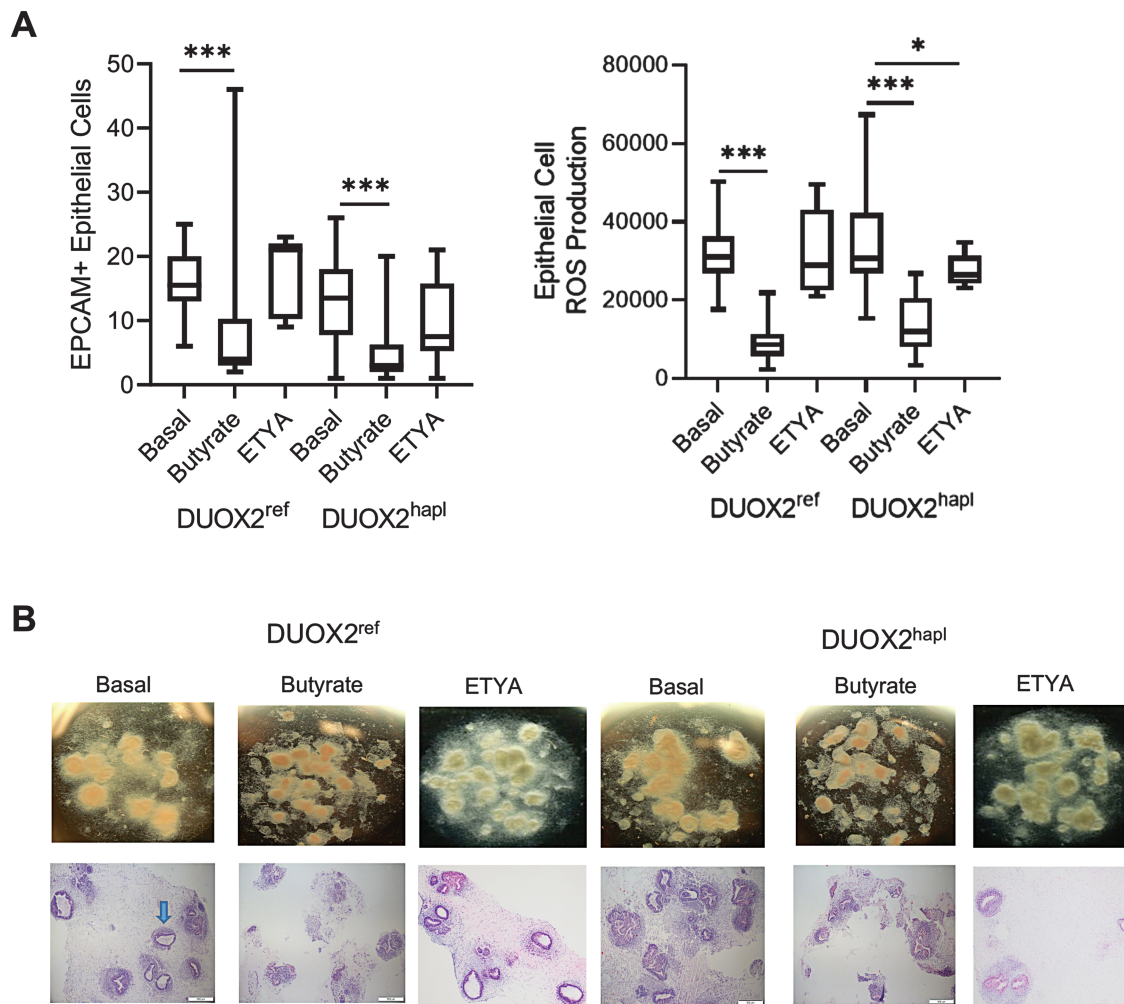 A
EPCAM+ Epithelial Cells
50
40
30
20
10
0
***
***
Basal
Butyrate
ETYA
Basal
Butyrate
ETYA
DUOX2ref
DUOX2hapl
Epithelial Cell
ROS Production
80000
60000
40000
20000
0
***
***
*
Basal
Butyrate
ETYA
Basal
Butyrate
ETYA
DUOX2ref
DUOX2hapl
B
DUOX2ref
DUOX2hapl
Basal
Butyrate
ETYA
Basal
Butyrate
ETYA